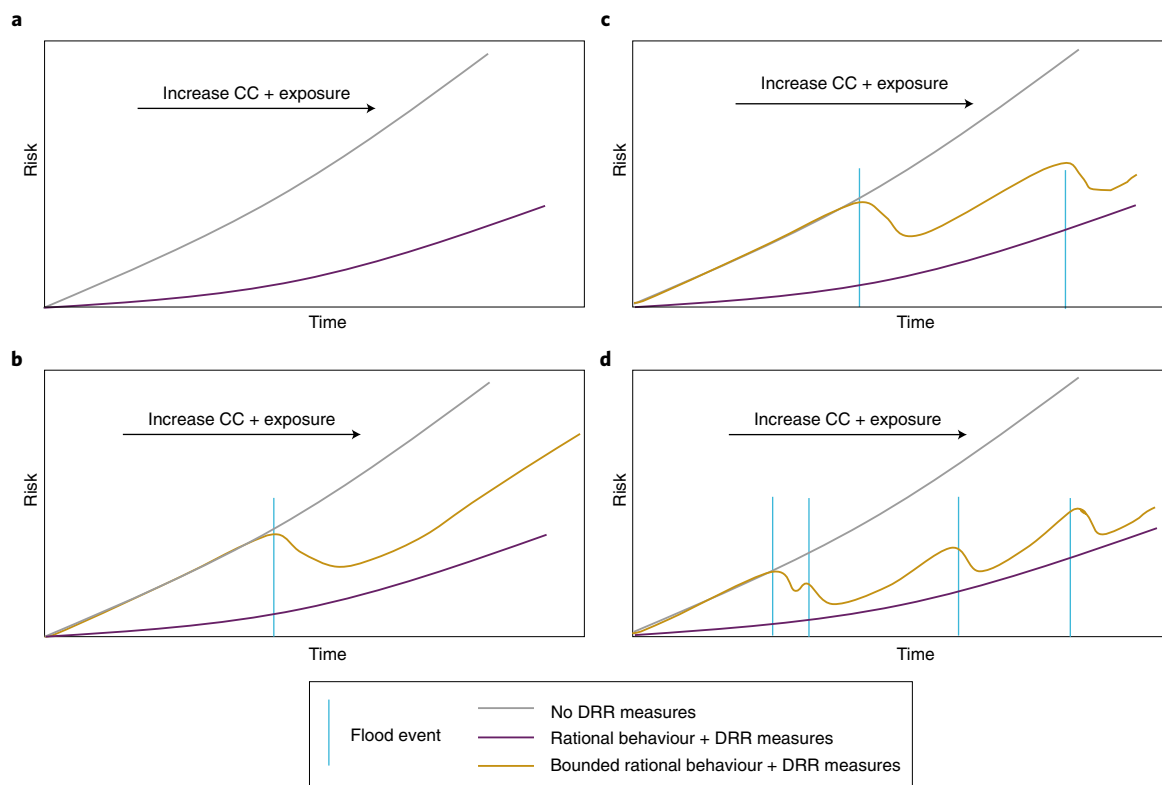 a
Increase CC + exposure
Risk
Time
c
Increase CC + exposure
Risk
Time
b
Increase CC + exposure
Risk
Time
d
Increase CC + exposure
Risk
Time
Flood event
No DRR measures
Rational behaviour + DRR measures
Bounded rational behaviour + DRR measures